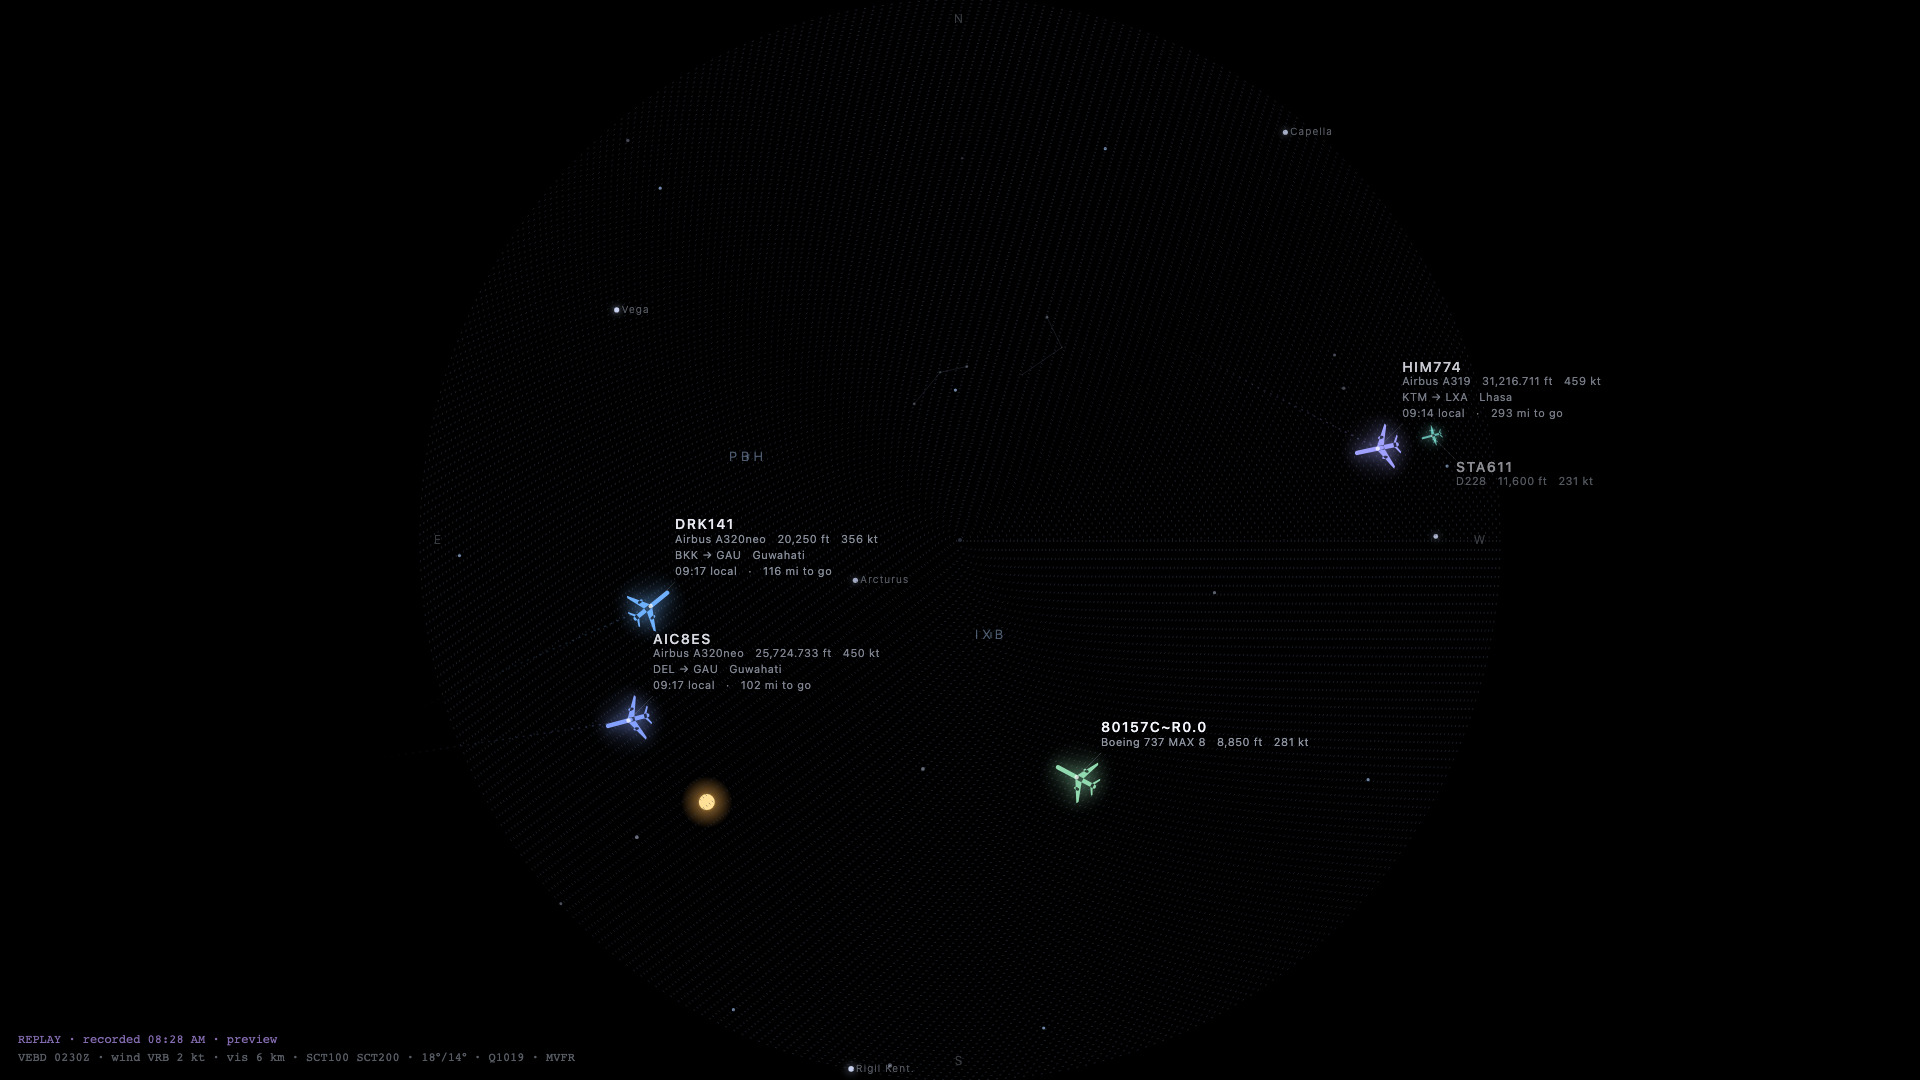 N
Capella
Vega
HIM774
Airbus A319 31,216.711 ft 459 kt
KTM → LXA Lhasa
09:14 local · 293 mi to go
PBH
STA611
D228 11,600 ft 231 kt
DRK141
Airbus A320neo 20,250 ft 356 kt
BKK → GAU Guwahati
09:17 local · 116 mi to go
E
W
Arcturus
AIC8ES
Airbus A320neo 25,724.733 ft 450 kt
DEL → GAU Guwahati
09:17 local · 102 mi to go
IXB
80157C~R0.0
Boeing 737 MAX 8 8,850 ft 281 kt
REPLAY · recorded 08:28 AM · preview
VEBD 0230Z · wind VRB 2 kt · vis 6 km · SCT100 SCT200 · 18°/14° · Q1019 · MVFR
S
Rigil Kent.